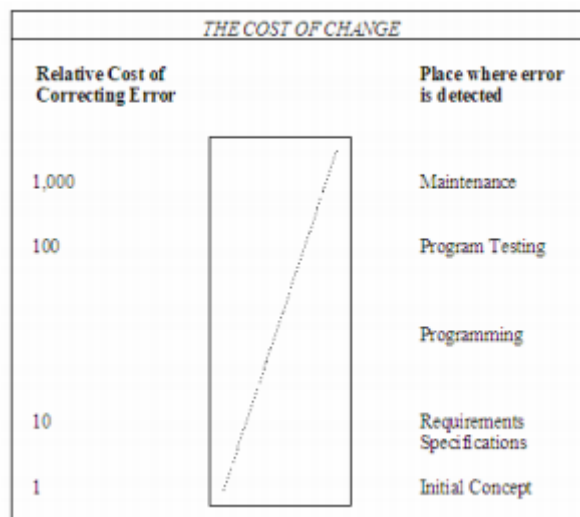 THE COST OF CHANGE
Relative Cost of
Correcting Error
Place where error
is detected
1,000
Maintenance
100
Program Testing
Programming
10
Requirements
Specifications
1
Initial Concept